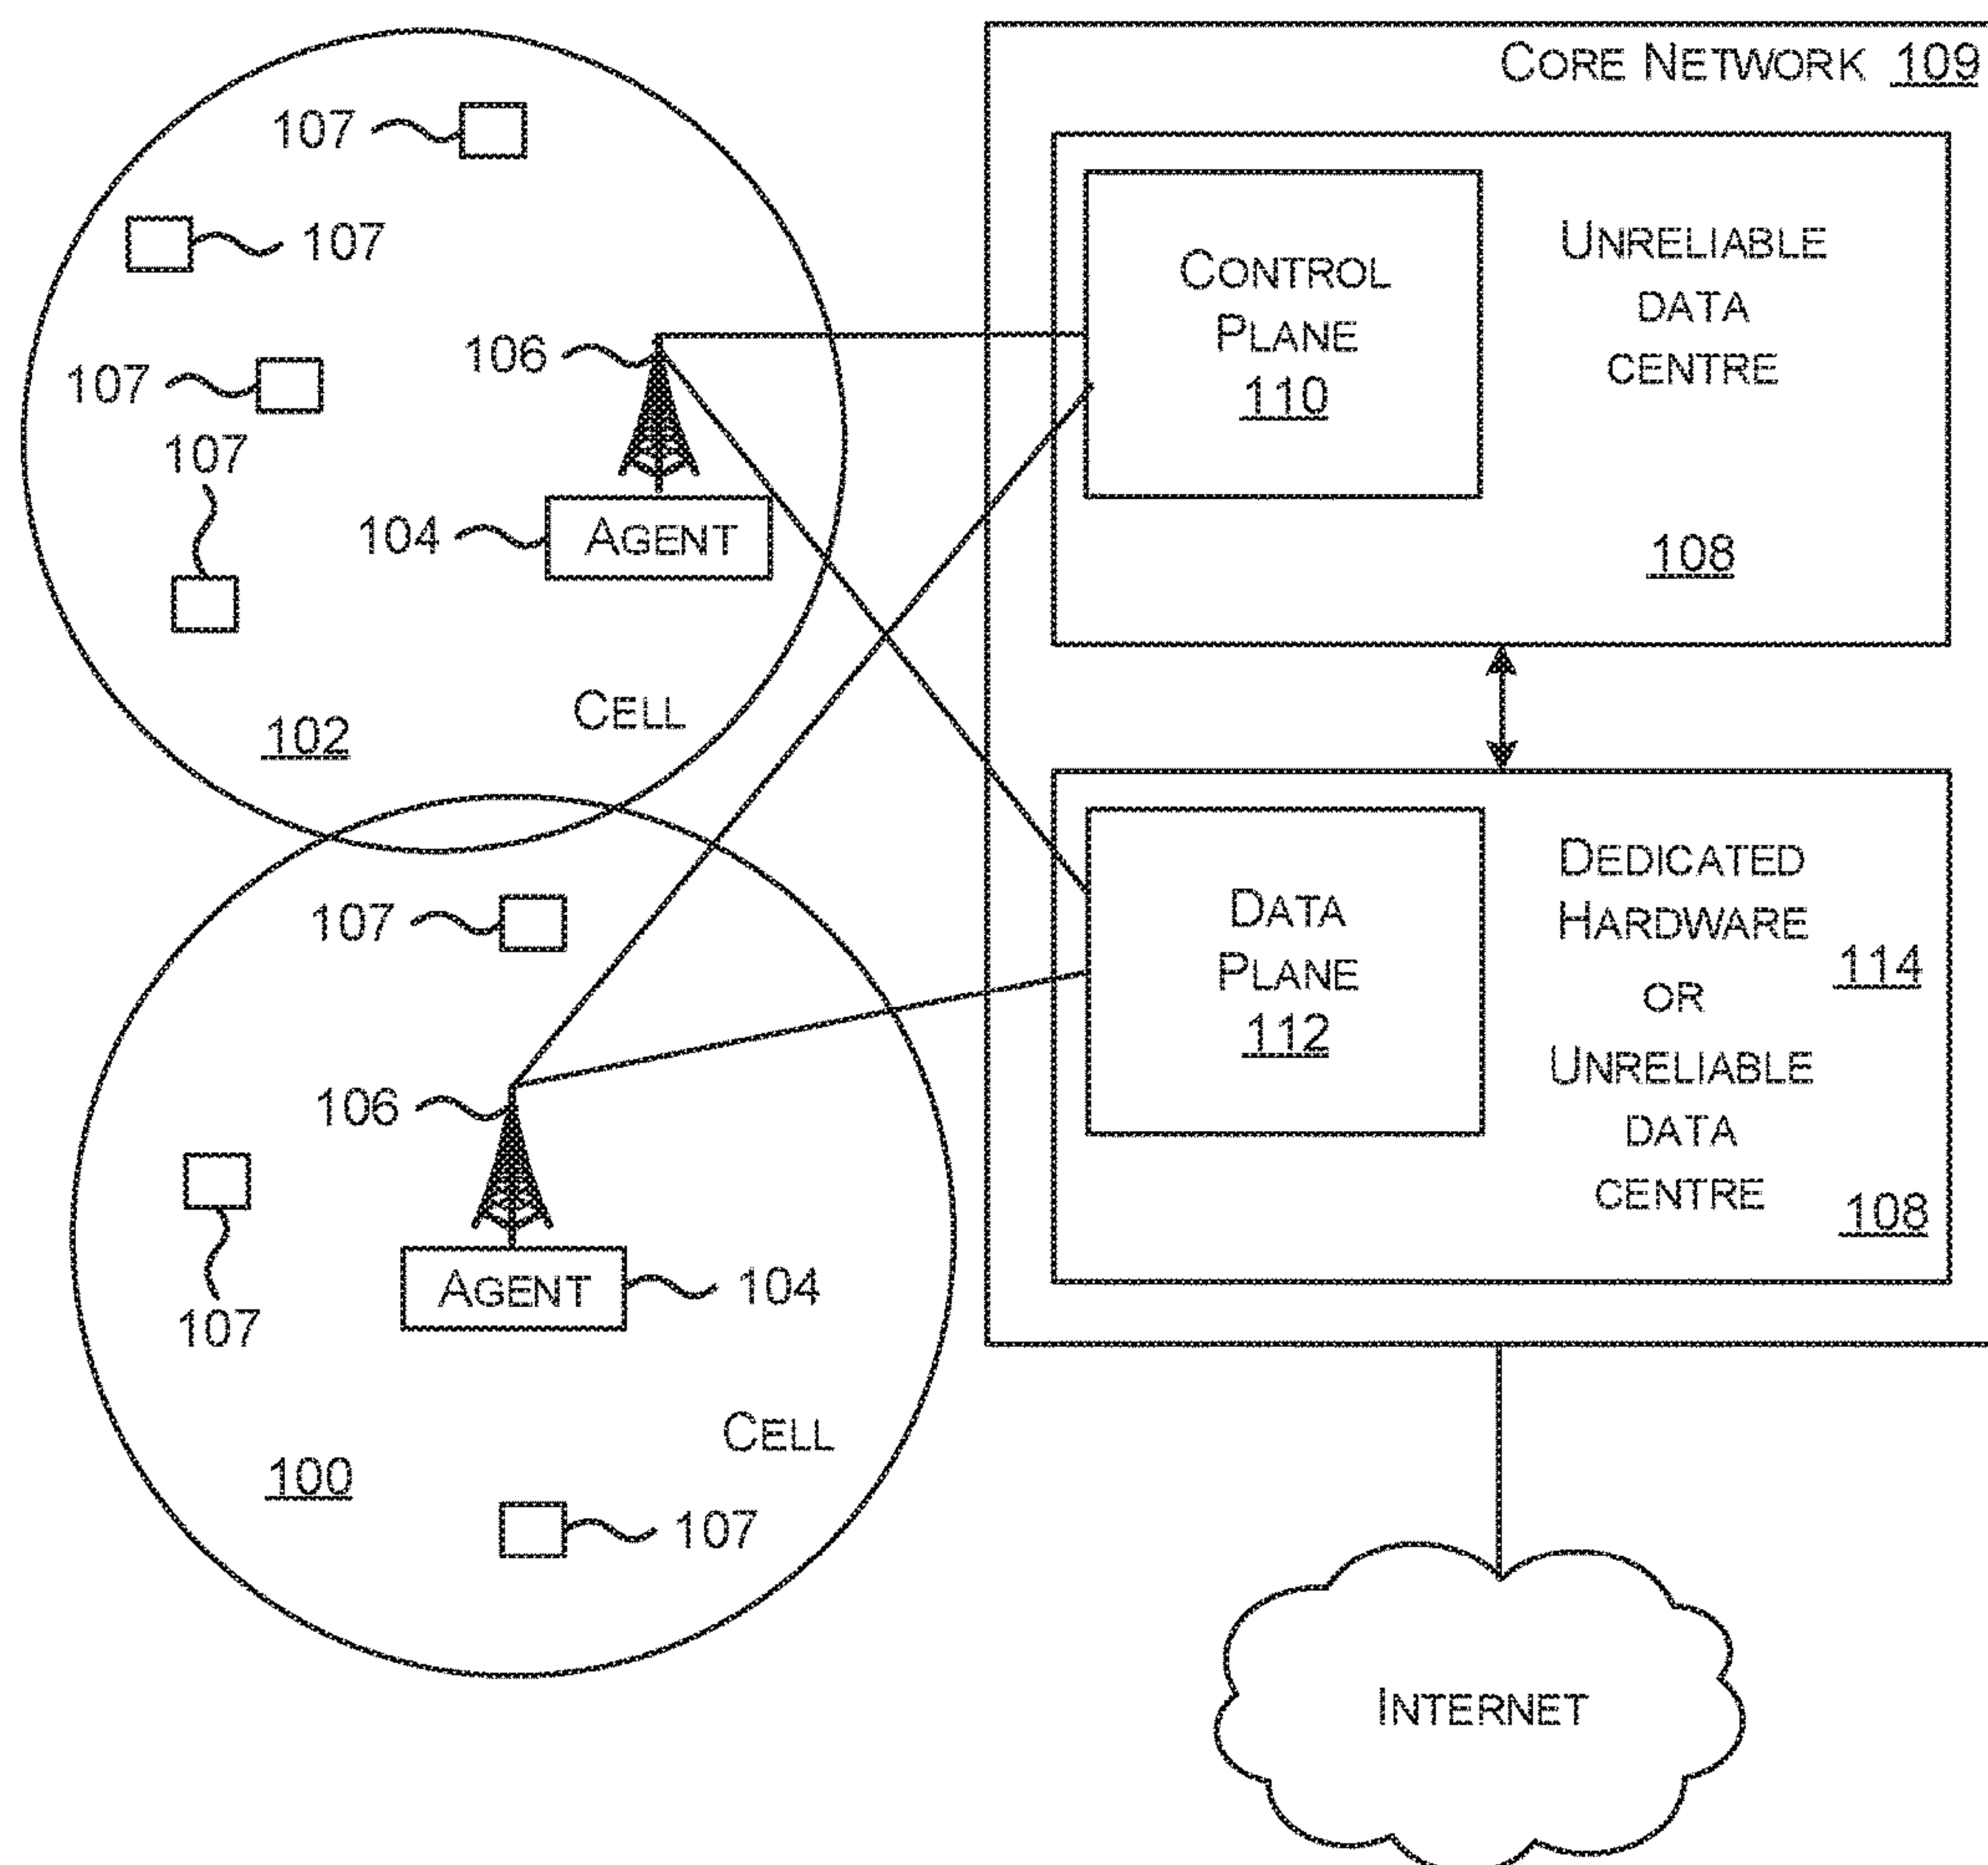 CORE NETWORK 109
107
107
107
107
106
104
AGENT
CELL
102
CONTROL
PLANE
110
UNRELIABLE
DATA
CENTRE
108
DATA
PLANE
112
DEDICATED
HARDWARE
114
OR
UNRELIABLE
DATA
CENTRE
108
107
106
107
AGENT
104
CELL
100
107
INTERNET